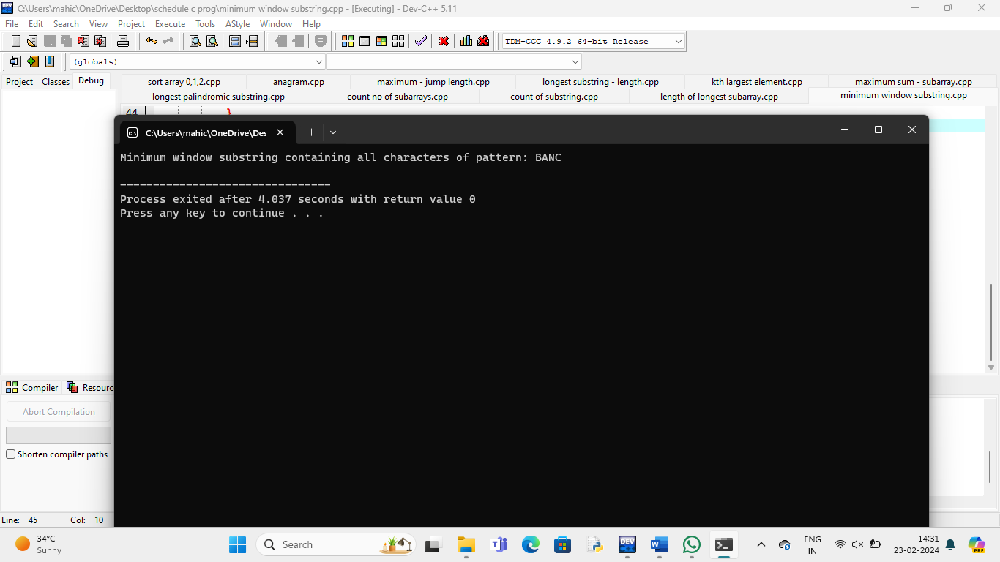 C:\Users\mahic\OneDrive\Desktop\schedule c prog\minimum window substring.cpp - [Executing] - Dev-C++ 5.11
File Edit Search View Project Execute Tools AStyle Window Help
TDM-GCC 4.9.2 64-bit Release
(globals)
Project Classes Debug
sort array 0,1,2.cpp anagram.cpp maximum - jump length.cpp longest substring - length.cpp kth largest element.cpp maximum sum - subarray.cpp
longest palindromic substring.cpp count no of subarrays.cpp count of substring.cpp length of longest subarray.cpp minimum window substring.cpp
44 }
C:\Users\mahic\OneDrive\Des
Minimum window substring containing all characters of pattern: BANC
--------------------------------
Process exited after 4.037 seconds with return value 0
Press any key to continue . . .
Compiler Resourc
Abort Compilation
Shorten compiler paths
Line: 45 Col: 10
34°C
Sunny
Search
DEV
C++
W
ENG
IN
14:31
23-02-2024
PRE